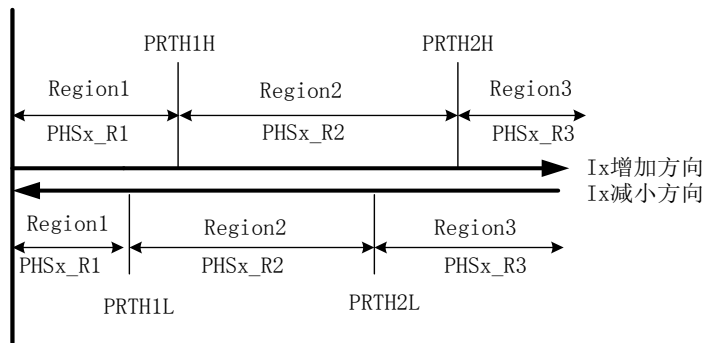 PRTH1H
PRTH2H
Region1
Region2
Region3
PHSx_R1
PHSx_R2
PHSx_R3
Ix增加方向
Ix减小方向
Region1
Region2
Region3
PHSx_R1
PHSx_R2
PHSx_R3
PRTH1L
PRTH2L